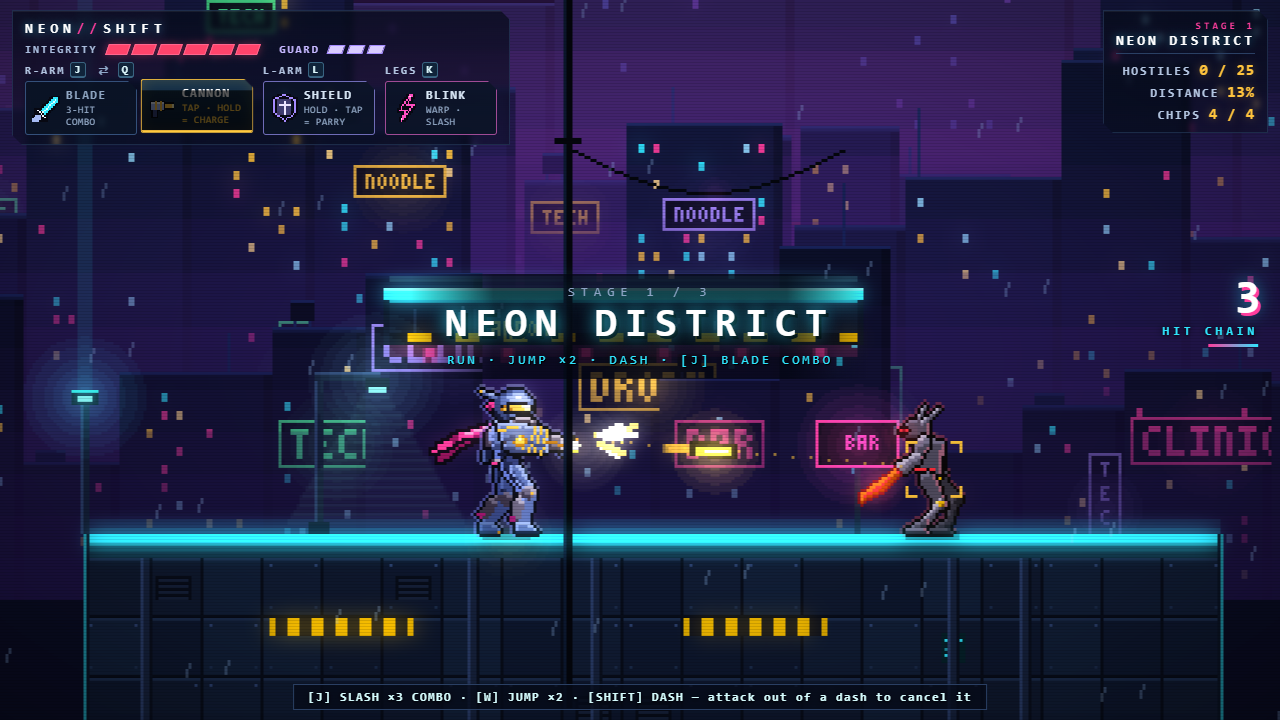 TECH
NEON//SHIFT
INTEGRITY GUARD
R-ARM J ⇄ Q L-ARM L LEGS K
BLADE
3-HIT
COMBO
CANNON
TAP · HOLD
= CHARGE
SHIELD
HOLD · TAP
= PARRY
BLINK
WARP ·
SLASH
STAGE 1
NEON DISTRICT
HOSTILES 0 / 25
DISTANCE 13%
CHIPS 4 / 4
NOODLE
TECH
NOODLE
3
HIT CHAIN
STAGE 1 / 3
NEON DISTRICT
RUN · JUMP ×2 · DASH · [J] BLADE COMBO
BAR
BAR
CLINIC
TEC
[J] SLASH ×3 COMBO · [W] JUMP ×2 · [SHIFT] DASH — attack out of a dash to cancel it